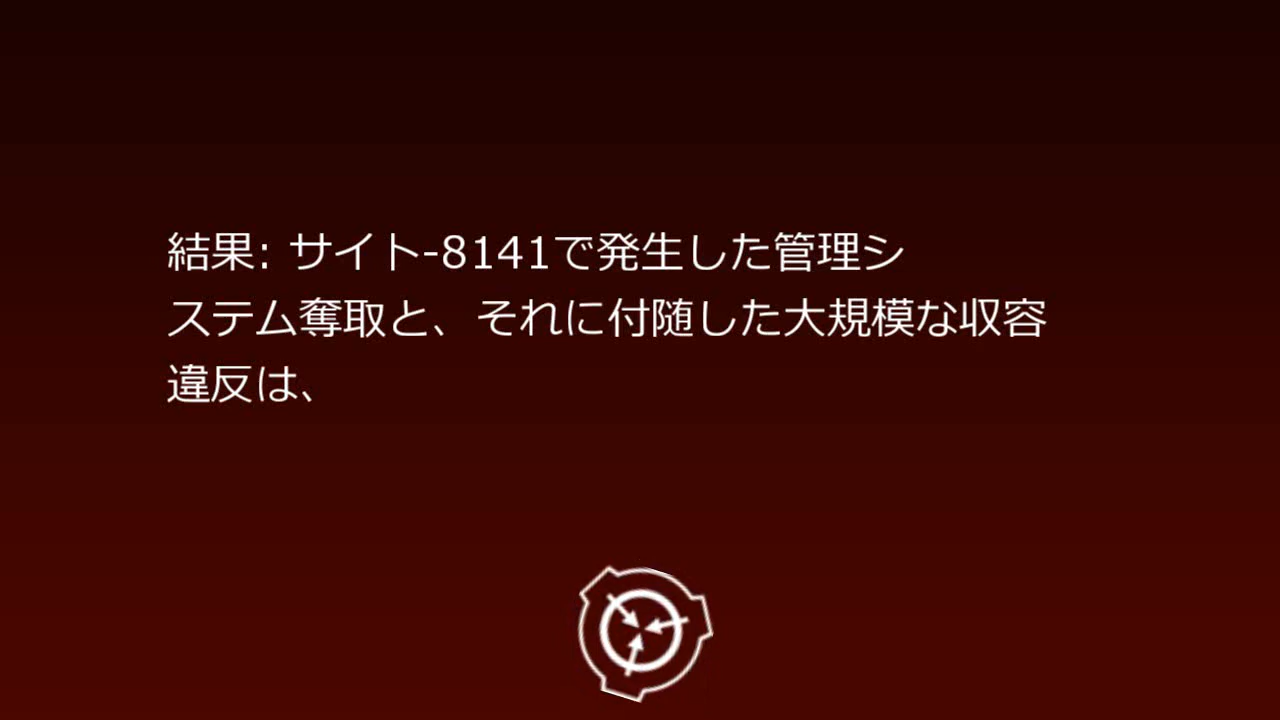 結果: サイト-8141で発生した管理シ
ステム奪取と、それに付随した大規模な収容
違反は、